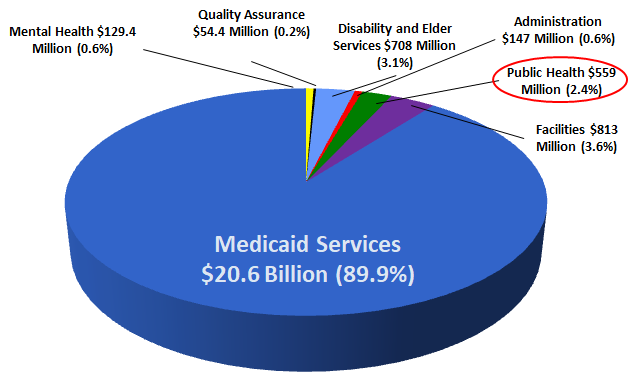 Mental Health $129.4
Million (0.6%)
Quality Assurance
$54.4 Million (0.2%)
Disability and Elder
Services $708 Million
(3.1%)
Administration
$147 Million (0.6%)
Public Health $559
Million (2.4%)
Facilities $813
Million (3.6%)
Medicaid Services
$20.6 Billion (89.9%)